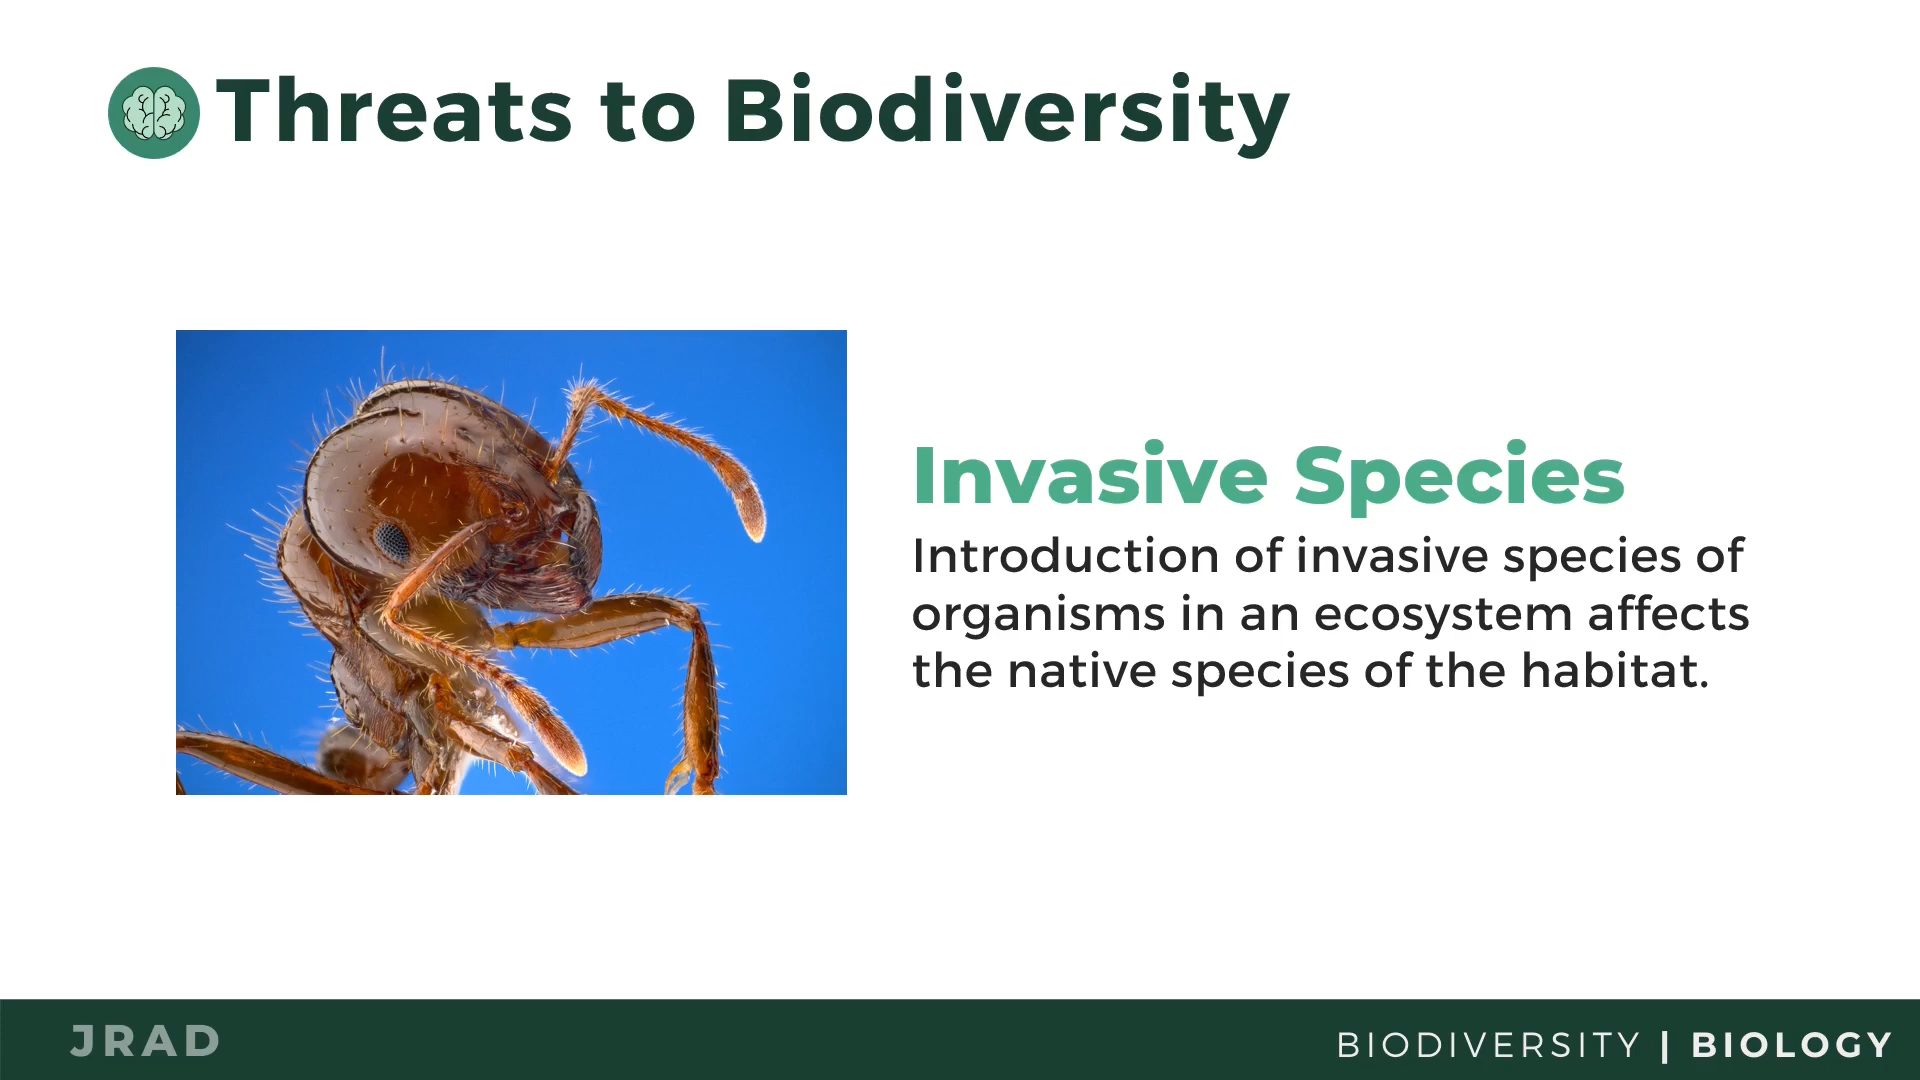 Threats to Biodiversity
Invasive Species
Introduction of invasive species of
organisms in an ecosystem affects
the native species of the habitat.
JRAD
BIODIVERSITY | BIOLOGY